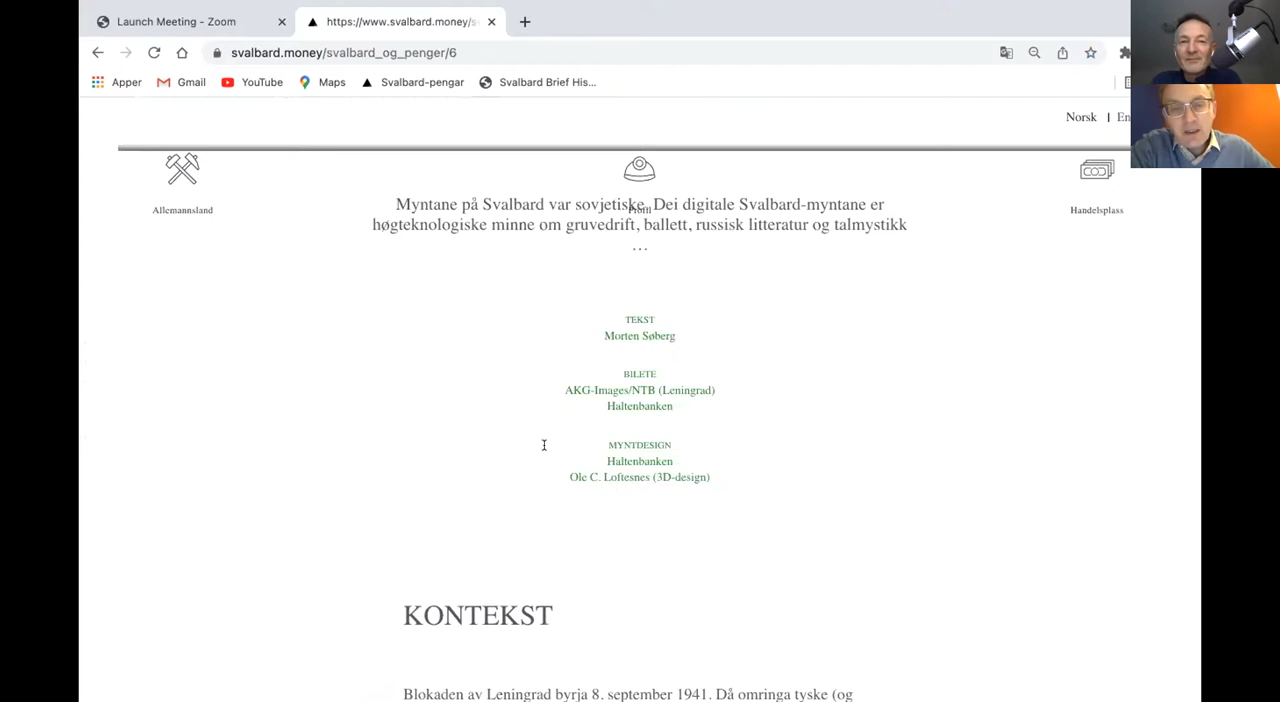 Launch Meeting - Zoom
https://www.svalbard.money/s
svalbard.money/svalbard_og_penger/6
Apper Gmail YouTube Maps Svalbard-pengar Svalbard Brief His...
Norsk | En
Allemannsland
Handelsplass
Myntane på Svalbard var sovjetiske. Dei digitale Svalbard-myntane er
høgteknologiske minne om gruvedrift, ballett, russisk litteratur og talmystikk
...
TEKST
Morten Søberg
BILETE
AKG-Images/NTB (Leningrad)
Haltenbanken
MYNTDESIGN
Haltenbanken
Ole C. Loftesnes (3D-design)
KONTEKST
Blokaden av Leningrad byrja 8. september 1941. Då omringa tyske (og